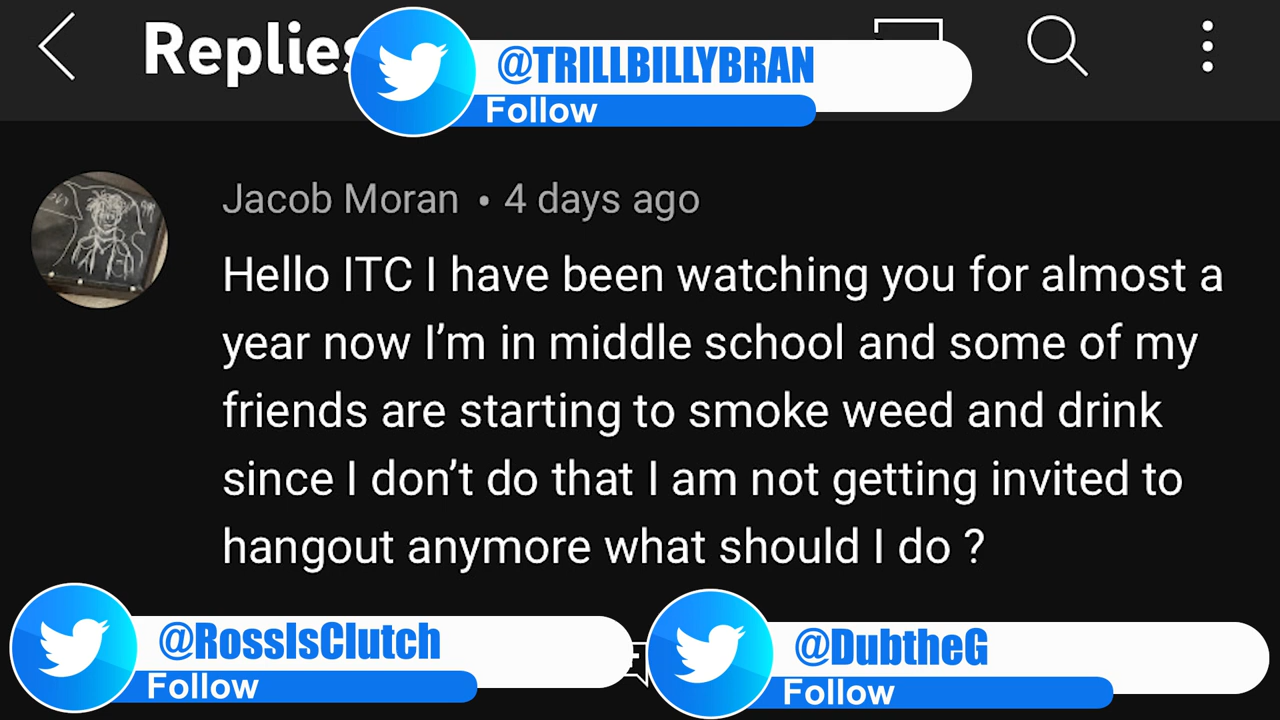 Replies
@TRILLBILLYBRAN
Follow
Jacob Moran • 4 days ago
Hello ITC I have been watching you for almost a
year now I'm in middle school and some of my
friends are starting to smoke weed and drink
since I don't do that I am not getting invited to
hangout anymore what should I do ?
@RossIsClutch
Follow
@DubtheG
Follow